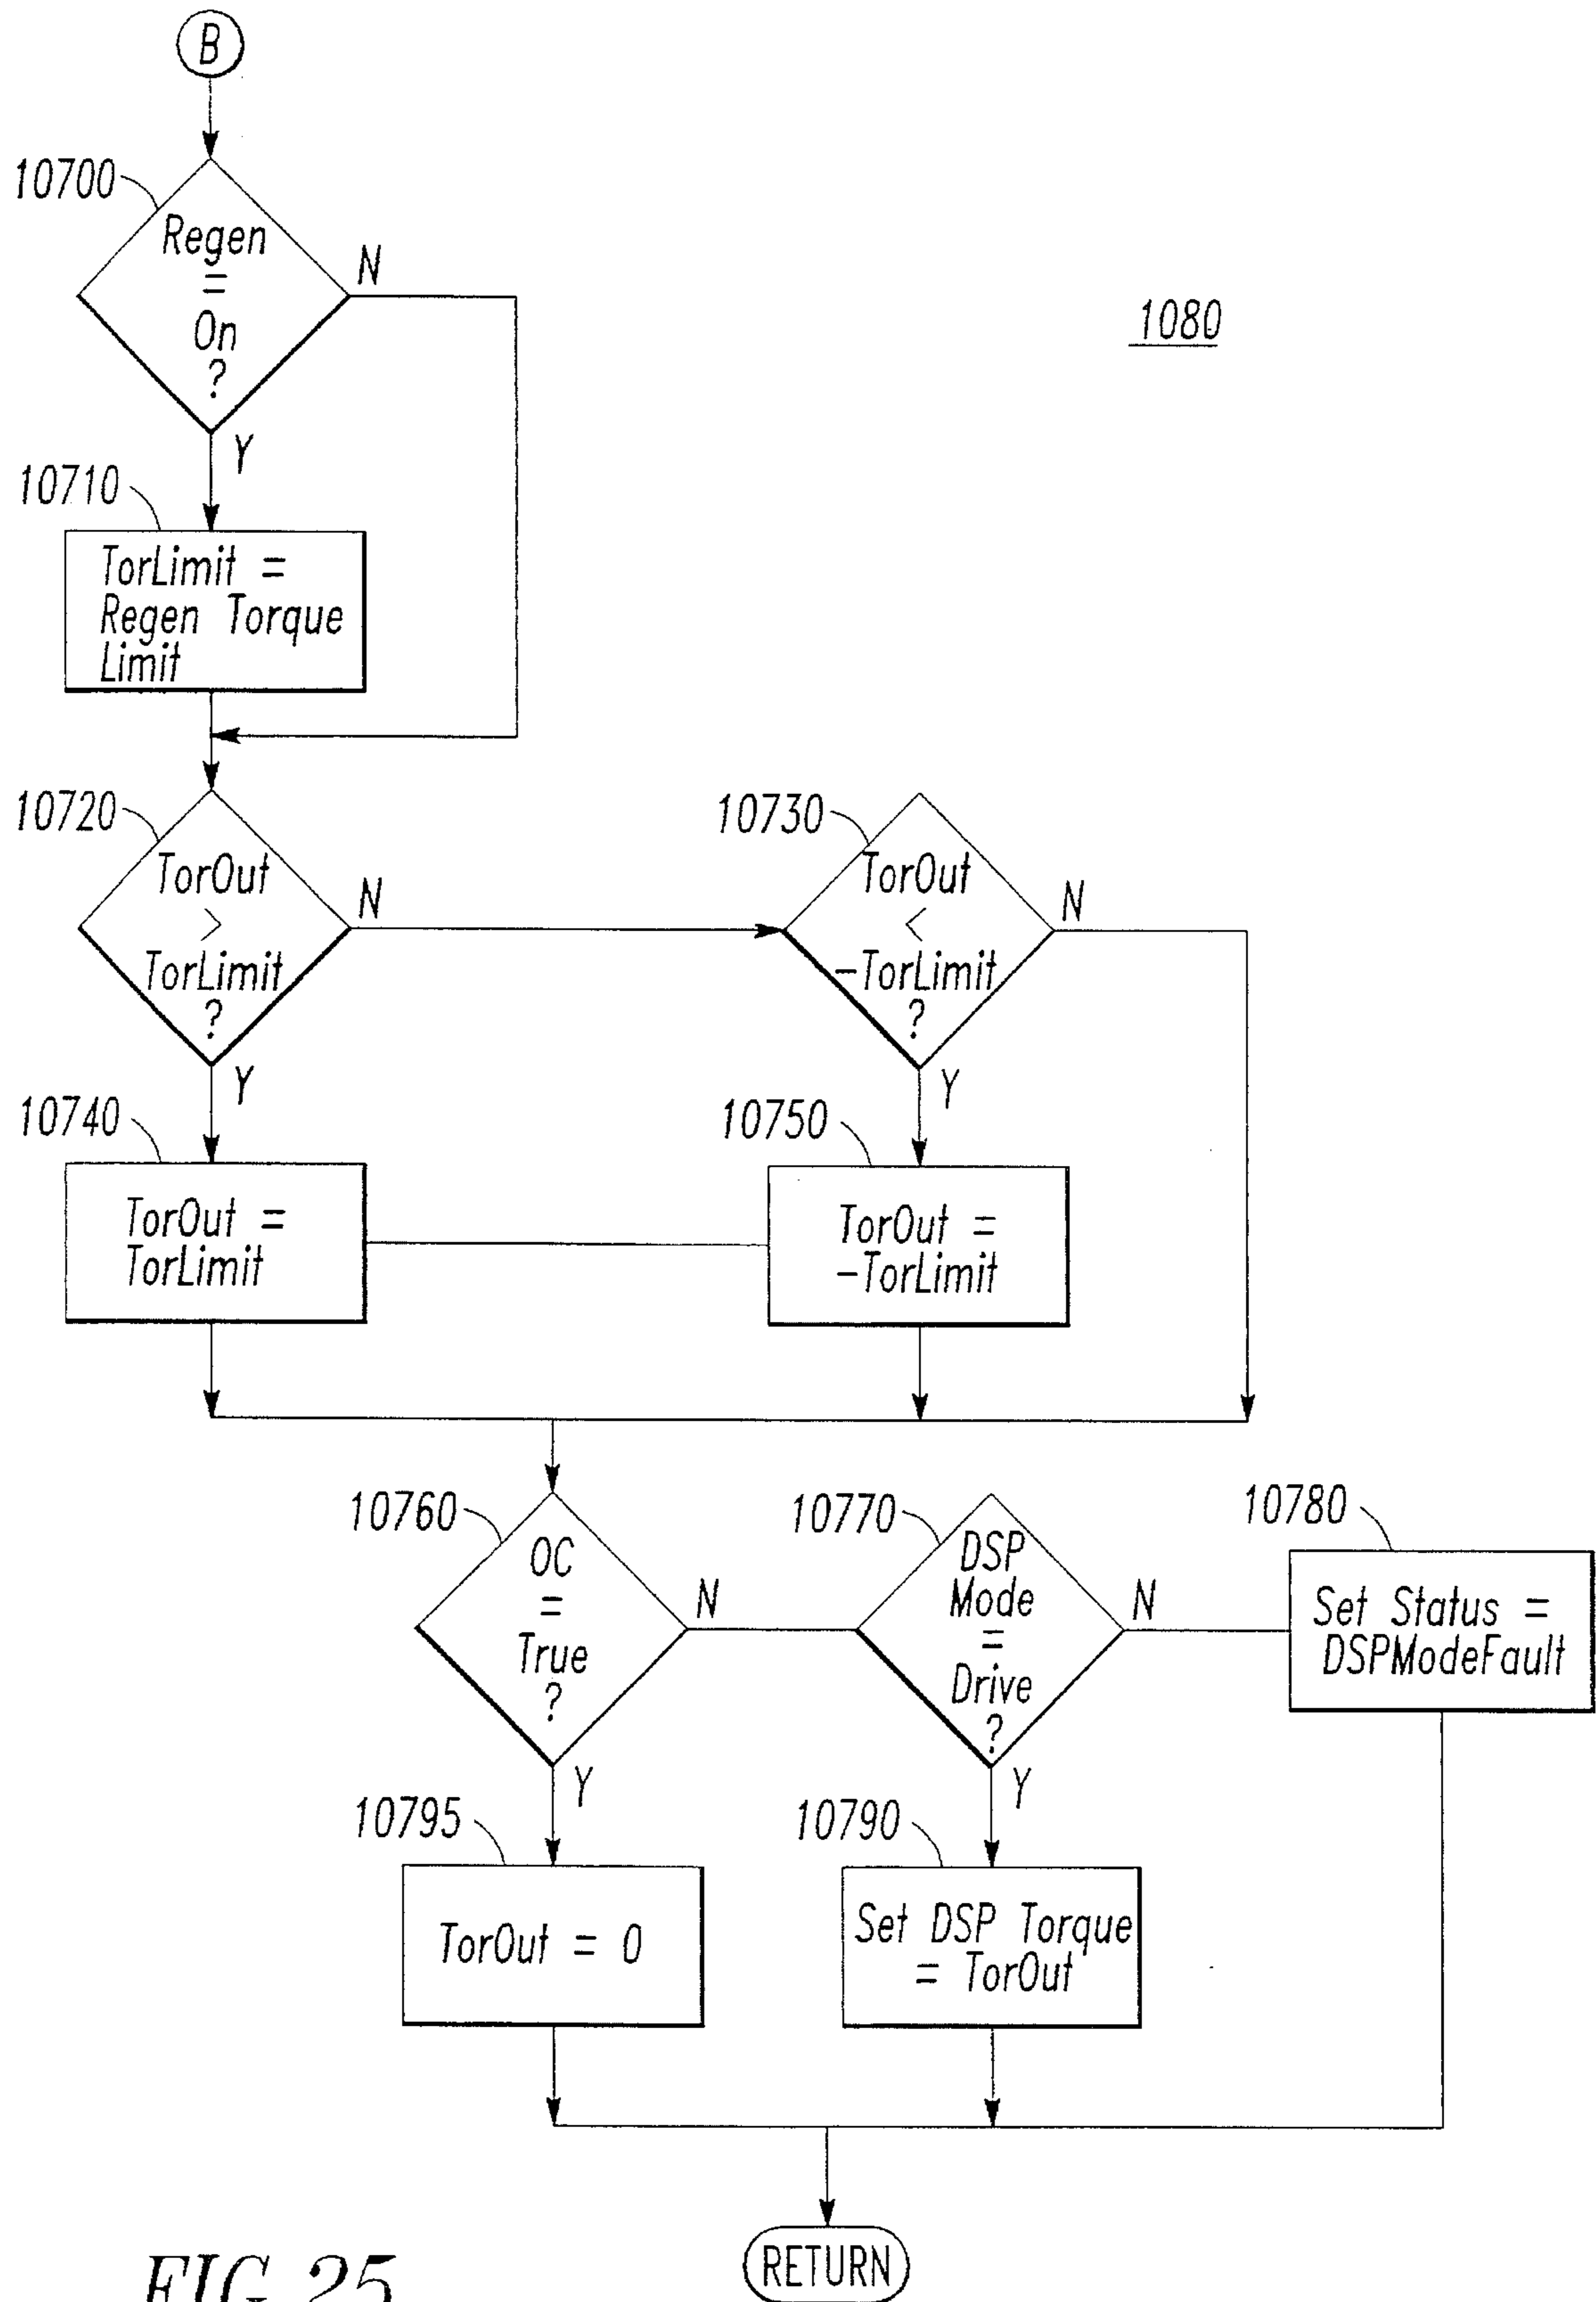 B
10700
Regen
=
On
?
N
Y
1080
10710
TorLimit =
Regen Torque
Limit
10720
TorOut
>
TorLimit
?
N
Y
10730
TorOut
<
-TorLimit
?
N
Y
10740
TorOut =
TorLimit
10750
TorOut =
-TorLimit
10760
OC
=
True
?
N
Y
10770
DSP
Mode
=
Drive
?
N
Y
10780
Set Status =
DSPModeFault
10795
TorOut = 0
10790
Set DSP Torque
= TorOut
RETURN
FIG. 25